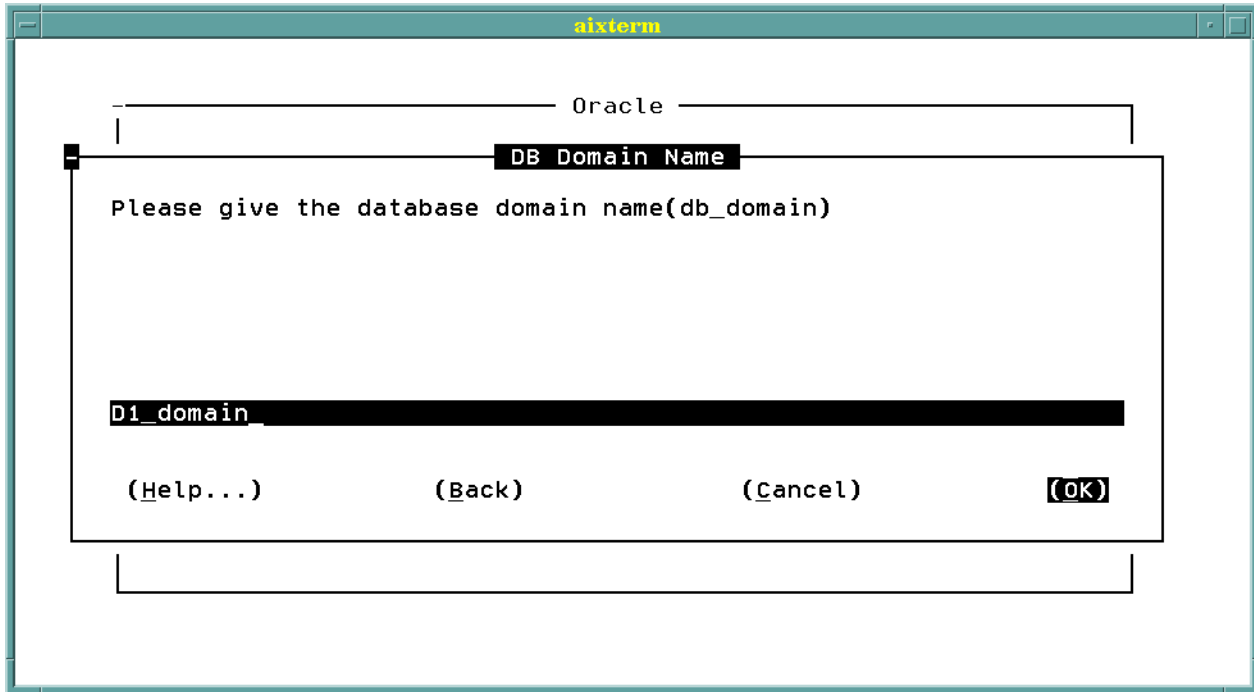 aixterm
Oracle
DB Domain Name
Please give the database domain name(db_domain)
D1_domain_
(Help...) (Back) (Cancel) (OK)